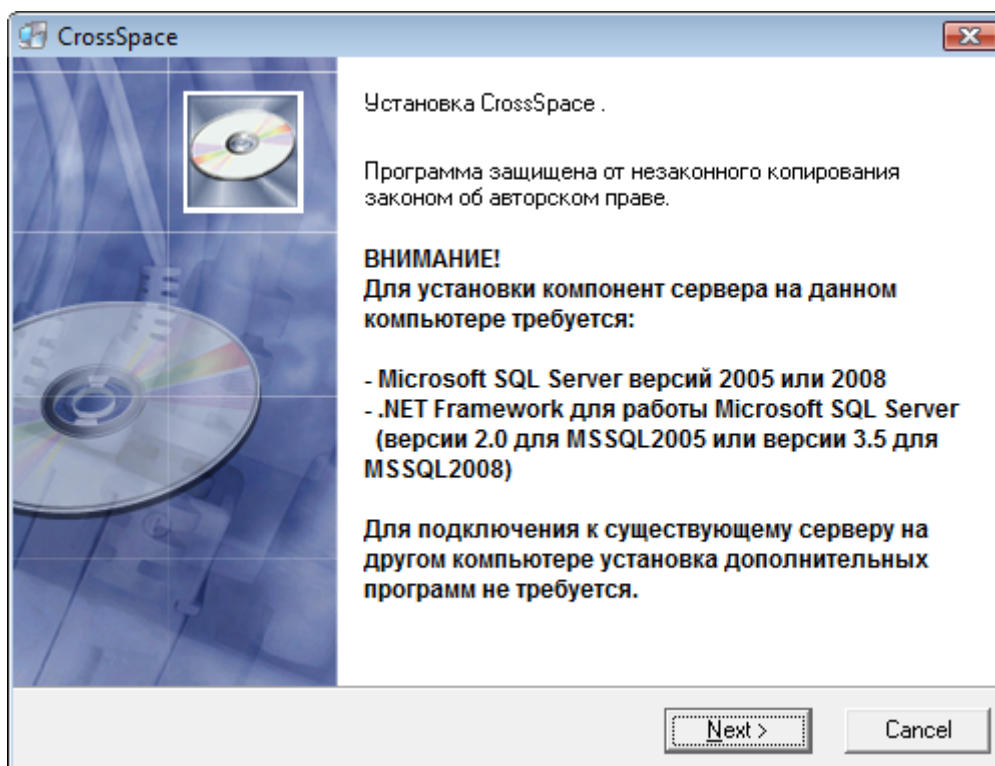 CrossSpace
Установка CrossSpace .
Программа защищена от незаконного копирования
законом об авторском праве.
ВНИМАНИЕ!
Для установки компонент сервера на данном
компьютере требуется:
- Microsoft SQL Server версий 2005 или 2008
- .NET Framework для работы Microsoft SQL Server
(версии 2.0 для MSSQL2005 или версии 3.5 для
MSSQL2008)
Для подключения к существующему серверу на
другом компьютере установка дополнительных
программ не требуется.
Next >
Cancel